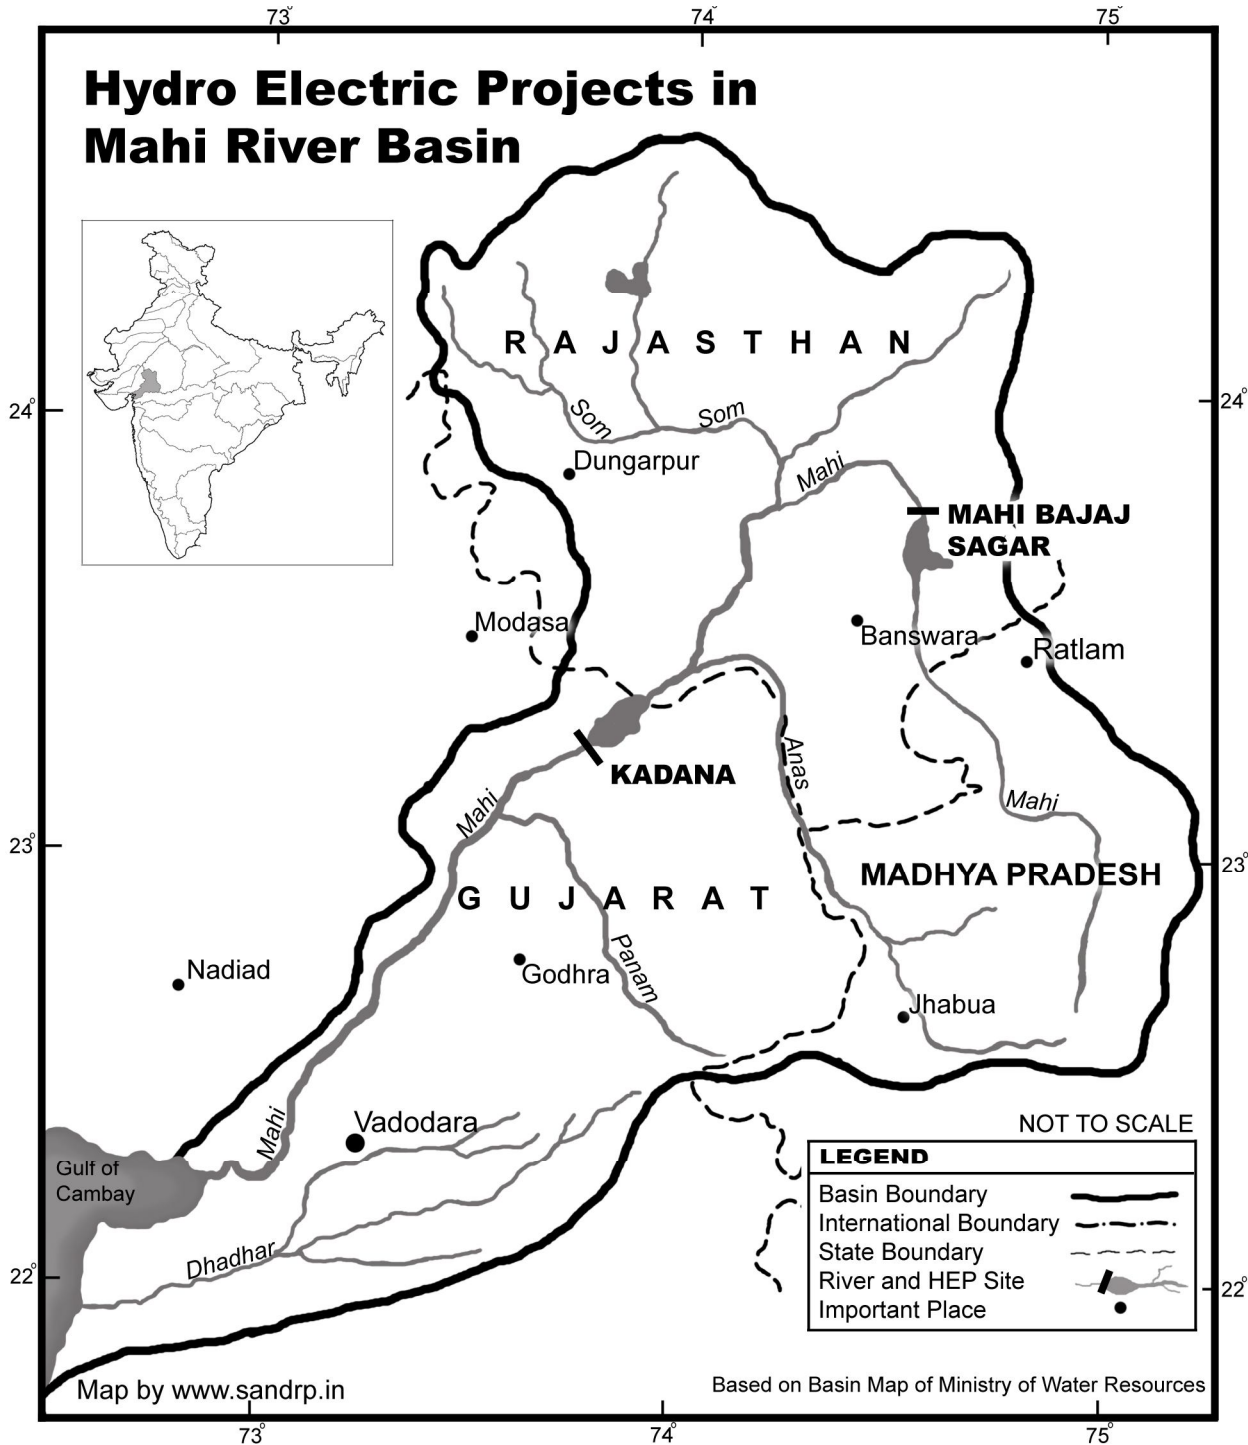 73° 74° 75°
Hydro Electric Projects in
Mahi River Basin
R A J A S T H A N
24° 24°
Som Som
Dungarpur
Mahi
MAHI BAJAJ
SAGAR
Modasa
Banswara
Ratlam
Anas
KADANA
Mahi
Mahi
23° 23°
MADHYA PRADESH
G U J A R A T
Panam
Nadiad
Godhra
Jhabua
Mahi
Vadodara
NOT TO SCALE
Gulf of
Cambay
LEGEND
Basin Boundary
International Boundary
State Boundary
River and HEP Site
Important Place
Dhadhar
22° 22°
Map by www.sandrp.in
Based on Basin Map of Ministry of Water Resources
73° 74° 75°